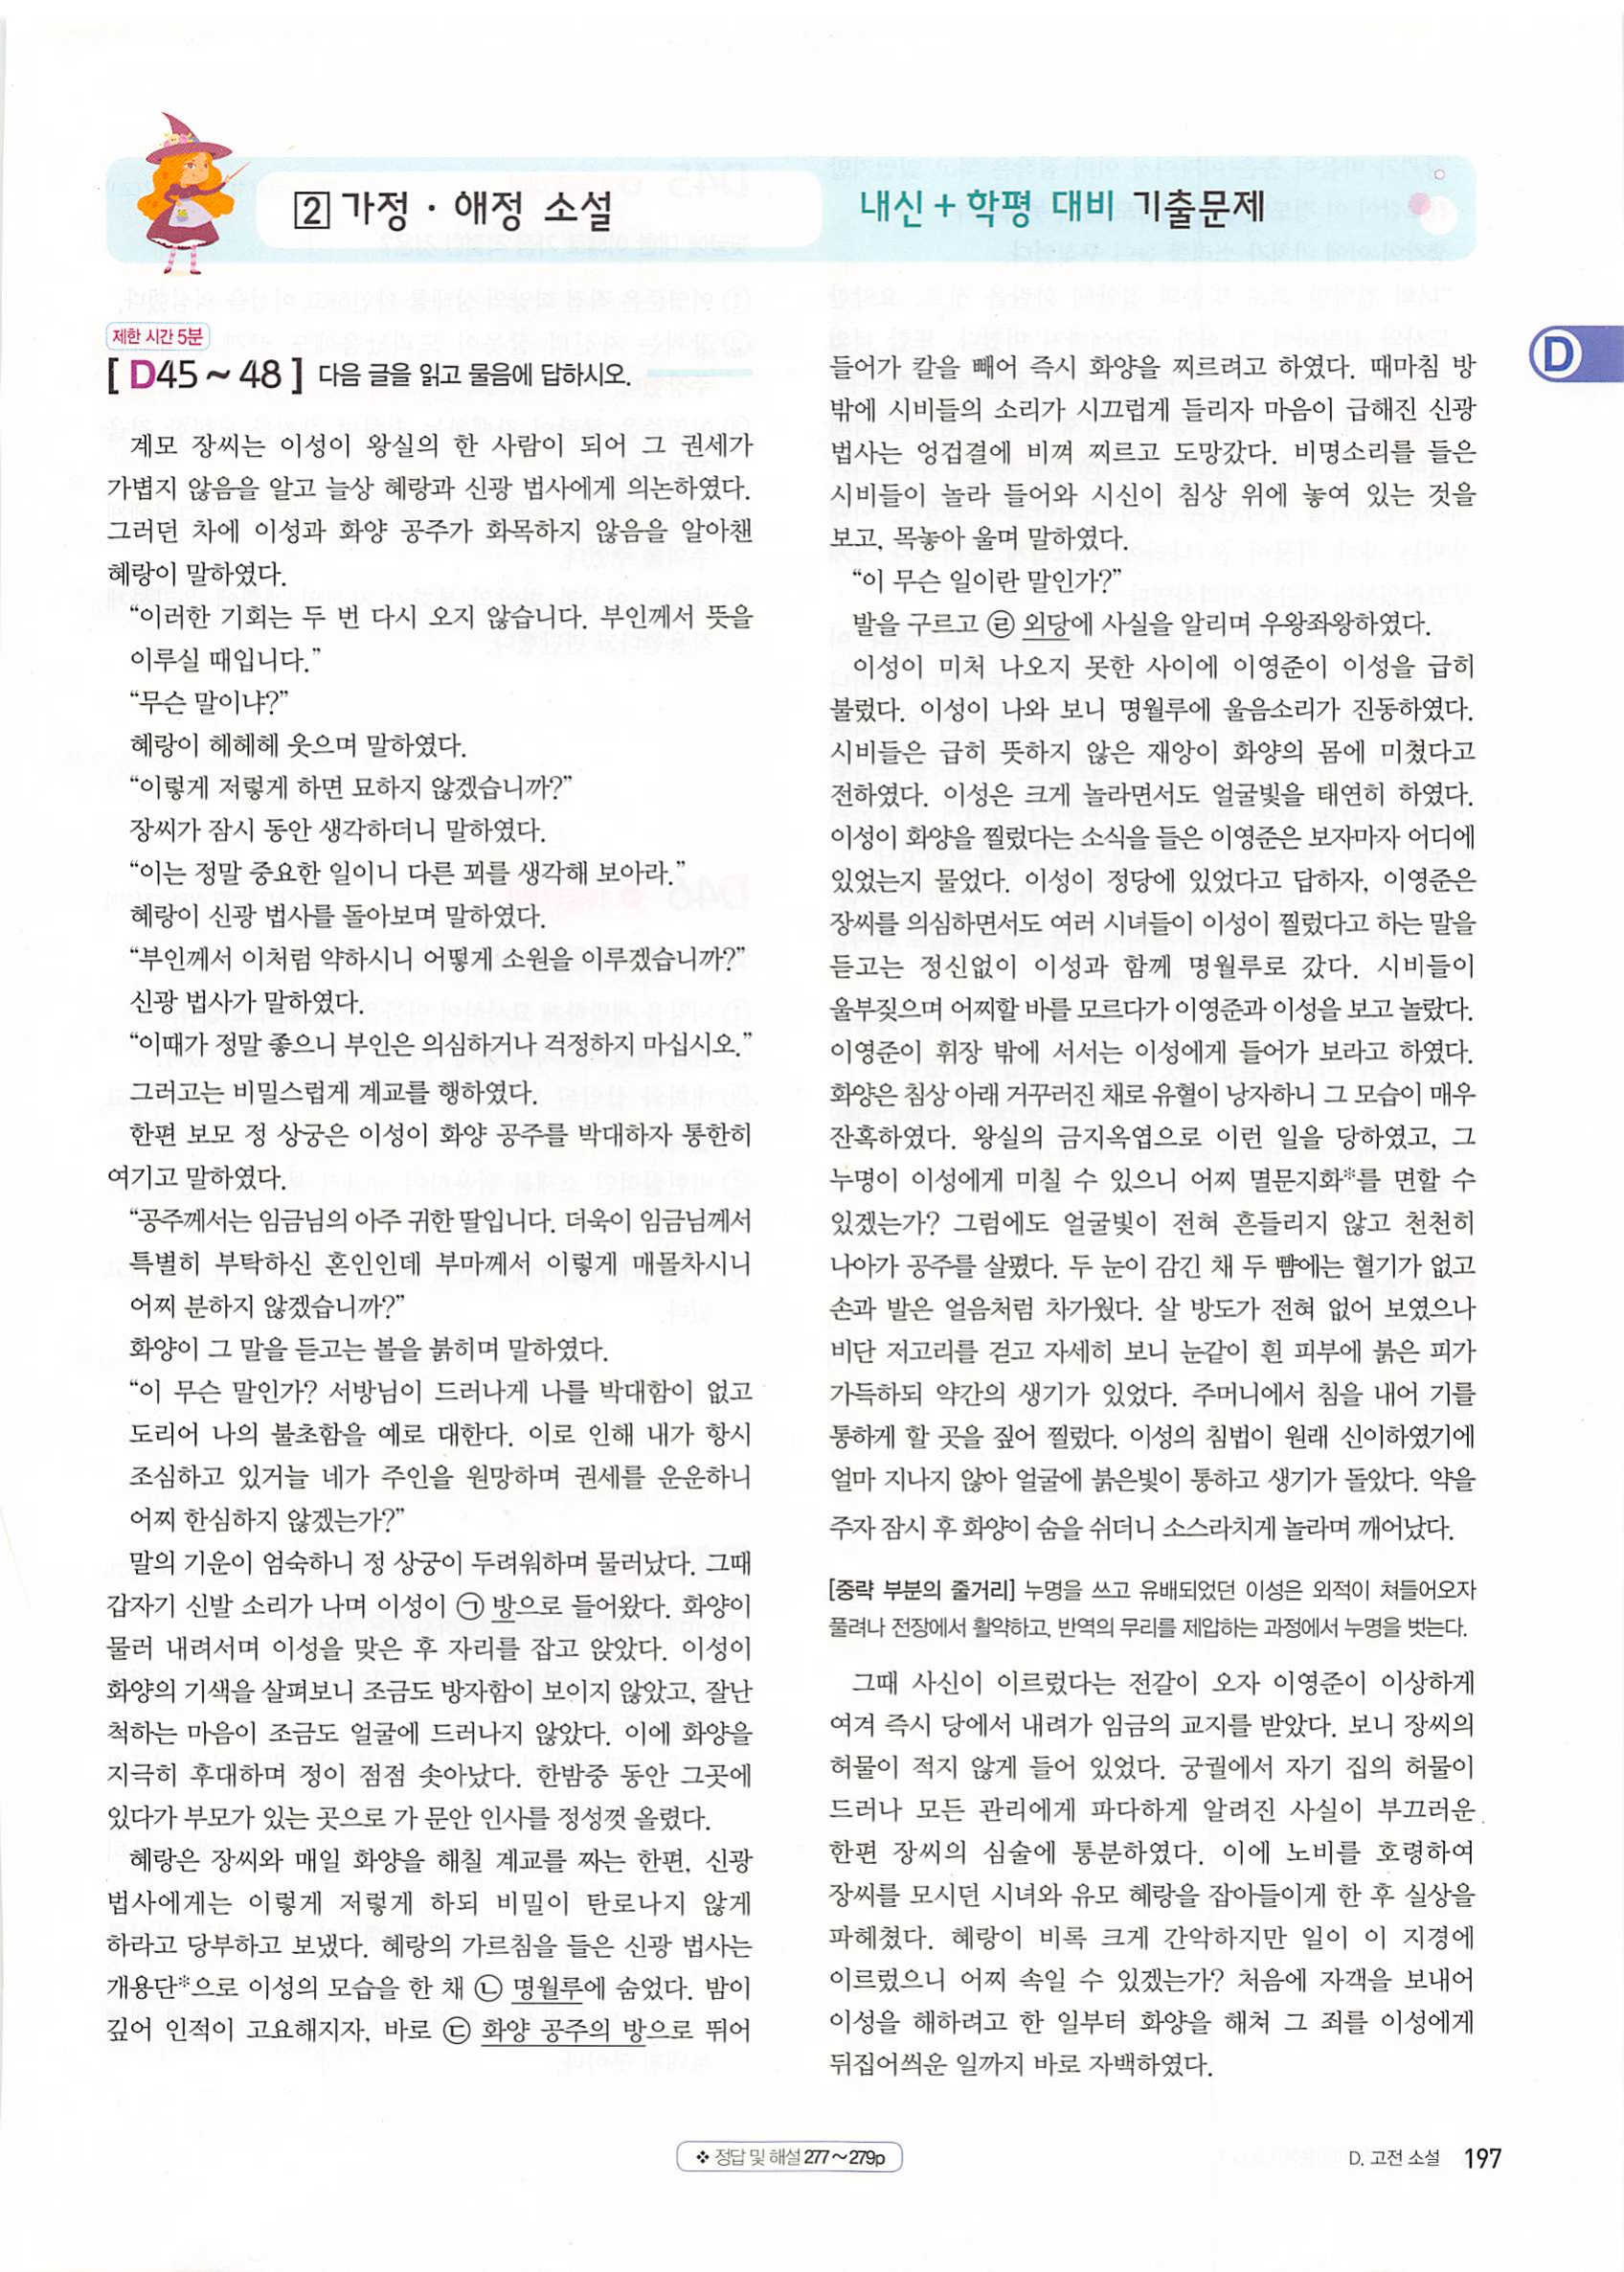 2 가정 · 애정 소설
내신 + 학평 대비 기출문제
제한 시간 5분
[ D45 ~ 48 ] 다음 글을 읽고 물음에 답하시오.
계모 장씨는 이성이 왕실의 한 사람이 되어 그 권세가
가볍지 않음을 알고 늘상 혜랑과 신광 법사에게 의논하였다.
그러던 차에 이성과 화양 공주가 화목하지 않음을 알아챈
혜랑이 말하였다.
“이러한 기회는 두 번 다시 오지 않습니다. 부인께서 뜻을
이루실 때입니다.”
“무슨 말이냐?”
혜랑이 헤헤헤 웃으며 말하였다.
“이렇게 저렇게 하면 묘하지 않겠습니까?”
장씨가 잠시 동안 생각하더니 말하였다.
“이는 정말 중요한 일이니 다른 꾀를 생각해 보아라.”
혜랑이 신광 법사를 돌아보며 말하였다.
“부인께서 이처럼 약하시니 어떻게 소원을 이루겠습니까?”
신광 법사가 말하였다.
“이때가 정말 좋으니 부인은 의심하거나 걱정하지 마십시오.”
그러고는 비밀스럽게 계교를 행하였다.
한편 보모 정 상궁은 이성이 화양 공주를 박대하자 통한히
여기고 말하였다.
“공주께서는 임금님의 아주 귀한 딸입니다. 더욱이 임금님께서
특별히 부탁하신 혼인인데 부마께서 이렇게 매몰차시니
어찌 분하지 않겠습니까?”
화양이 그 말을 듣고는 볼을 붉히며 말하였다.
“이 무슨 말인가? 서방님이 드러나게 나를 박대함이 없고
도리어 나의 불초함을 예로 대한다. 이로 인해 내가 항시
조심하고 있거늘 네가 주인을 원망하며 권세를 운운하니
어찌 한심하지 않겠는가?”
말의 기운이 엄숙하니 정 상궁이 두려워하며 물러났다. 그때
갑자기 신발 소리가 나며 이성이 ㉠ 방으로 들어왔다. 화양이
물러 내려서며 이성을 맞은 후 자리를 잡고 앉았다. 이성이
화양의 기색을 살펴보니 조금도 방자함이 보이지 않았고, 잘난
척하는 마음이 조금도 얼굴에 드러나지 않았다. 이에 화양을
지극히 후대하며 정이 점점 솟아났다. 한밤중 동안 그곳에
있다가 부모가 있는 곳으로 가 문안 인사를 정성껏 올렸다.
혜랑은 장씨와 매일 화양을 해칠 계교를 짜는 한편, 신광
법사에게는 이렇게 저렇게 하되 비밀이 탄로나지 않게
하라고 당부하고 보냈다. 혜랑의 가르침을 들은 신광 법사는
개용단*으로 이성의 모습을 한 채 ㉡ 명월루에 숨었다. 밤이
깊어 인적이 고요해지자, 바로 ㉢ 화양 공주의 방으로 뛰어
들어가 칼을 빼어 즉시 화양을 찌르려고 하였다. 때마침 방
밖에 시비들의 소리가 시끄럽게 들리자 마음이 급해진 신광
법사는 엉겁결에 비껴 찌르고 도망갔다. 비명소리를 들은
시비들이 놀라 들어와 시신이 침상 위에 놓여 있는 것을
보고, 목놓아 울며 말하였다.
“이 무슨 일이란 말인가?”
발을 구르고 ㉣ 외당에 사실을 알리며 우왕좌왕하였다.
이성이 미처 나오지 못한 사이에 이영준이 이성을 급히
불렀다. 이성이 나와 보니 명월루에 울음소리가 진동하였다.
시비들은 급히 뜻하지 않은 재앙이 화양의 몸에 미쳤다고
전하였다. 이성은 크게 놀라면서도 얼굴빛을 태연히 하였다.
이성이 화양을 찔렀다는 소식을 들은 이영준은 보자마자 어디에
있었는지 물었다. 이성이 정당에 있었다고 답하자, 이영준은
장씨를 의심하면서도 여러 시녀들이 이성이 찔렀다고 하는 말을
듣고는 정신없이 이성과 함께 명월루로 갔다. 시비들이
울부짖으며 어찌할 바를 모르다가 이영준과 이성을 보고 놀랐다.
이영준이 휘장 밖에 서서는 이성에게 들어가 보라고 하였다.
화양은 침상 아래 거꾸러진 채로 유혈이 낭자하니 그 모습이 매우
잔혹하였다. 왕실의 금지옥엽으로 이런 일을 당하였고, 그
누명이 이성에게 미칠 수 있으니 어찌 멸문지화*를 면할 수
있겠는가? 그럼에도 얼굴빛이 전혀 흔들리지 않고 천천히
나아가 공주를 살폈다. 두 눈이 감긴 채 두 뺨에는 혈기가 없고
손과 발은 얼음처럼 차가웠다. 살 방도가 전혀 없어 보였으나
비단 저고리를 걷고 자세히 보니 눈같이 흰 피부에 붉은 피가
가득하되 약간의 생기가 있었다. 주머니에서 침을 내어 기를
통하게 할 곳을 짚어 찔렀다. 이성의 침법이 원래 신이하였기에
얼마 지나지 않아 얼굴에 붉은빛이 통하고 생기가 돌았다. 약을
주자 잠시 후 화양이 숨을 쉬더니 소스라치게 놀라며 깨어났다.
[중략 부분의 줄거리] 누명을 쓰고 유배되었던 이성은 외적이 쳐들어오자
풀려나 전장에서 활약하고, 반역의 무리를 제압하는 과정에서 누명을 벗는다.
그때 사신이 이르렀다는 전갈이 오자 이영준이 이상하게
여겨 즉시 당에서 내려가 임금의 교지를 받았다. 보니 장씨의
허물이 적지 않게 들어 있었다. 궁궐에서 자기 집의 허물이
드러나 모든 관리에게 파다하게 알려진 사실이 부끄러운
한편 장씨의 심술에 통분하였다. 이에 노비를 호령하여
장씨를 모시던 시녀와 유모 혜랑을 잡아들이게 한 후 실상을
파헤쳤다. 혜랑이 비록 크게 간악하지만 일이 이 지경에
이르렀으니 어찌 속일 수 있겠는가? 처음에 자객을 보내어
이성을 해하려고 한 일부터 화양을 해쳐 그 죄를 이성에게
뒤집어씌운 일까지 바로 자백하였다.
D
❖ 정답 및 해설 277~279p
D. 고전 소설 197